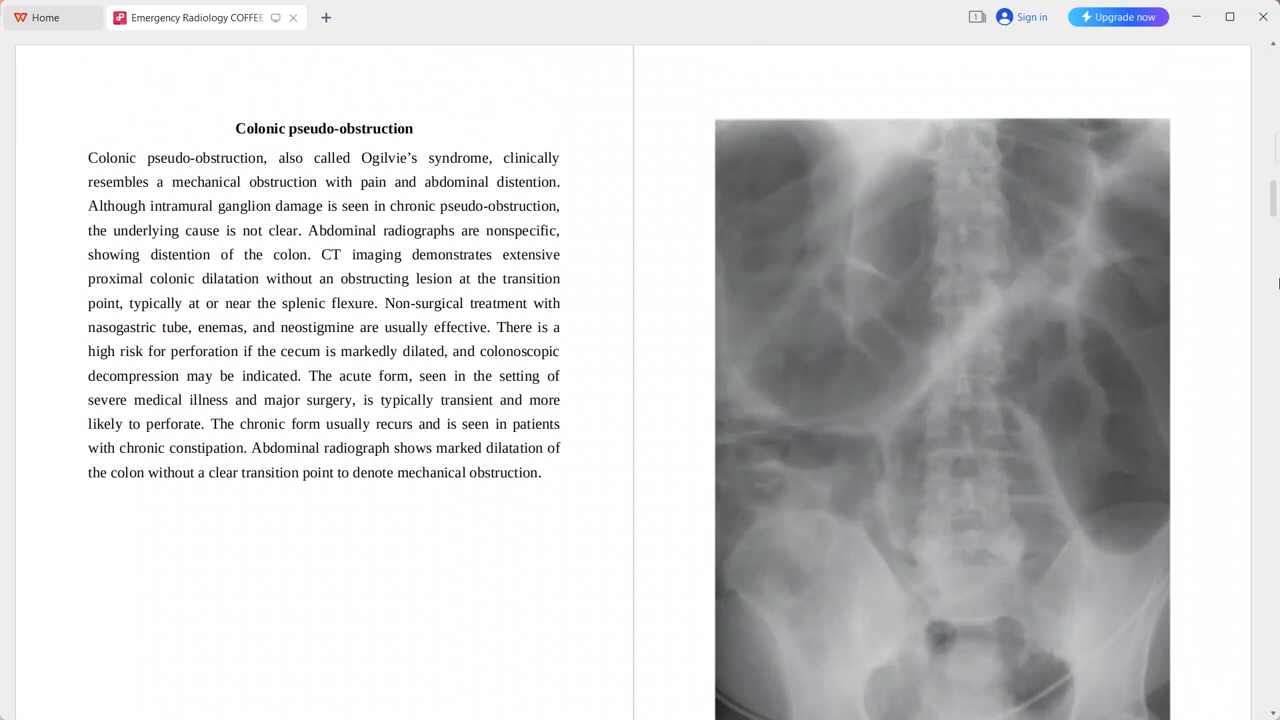 Home
Emergency Radiology COFFEE
1
Sign in
Upgrade now
Colonic pseudo-obstruction
Colonic pseudo-obstruction, also called Ogilvie’s syndrome, clinically
resembles a mechanical obstruction with pain and abdominal distention.
Although intramural ganglion damage is seen in chronic pseudo-obstruction,
the underlying cause is not clear. Abdominal radiographs are nonspecific,
showing distention of the colon. CT imaging demonstrates extensive
proximal colonic dilatation without an obstructing lesion at the transition
point, typically at or near the splenic flexure. Non-surgical treatment with
nasogastric tube, enemas, and neostigmine are usually effective. There is a
high risk for perforation if the cecum is markedly dilated, and colonoscopic
decompression may be indicated. The acute form, seen in the setting of
severe medical illness and major surgery, is typically transient and more
likely to perforate. The chronic form usually recurs and is seen in patients
with chronic constipation. Abdominal radiograph shows marked dilatation of
the colon without a clear transition point to denote mechanical obstruction.